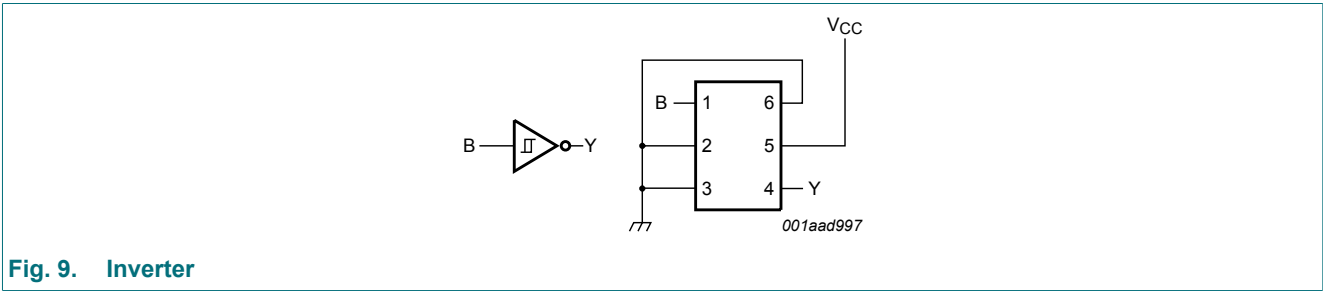 VCC
B 1 6
B Y 2 5
3 4 Y
001aad997
Fig. 9. Inverter